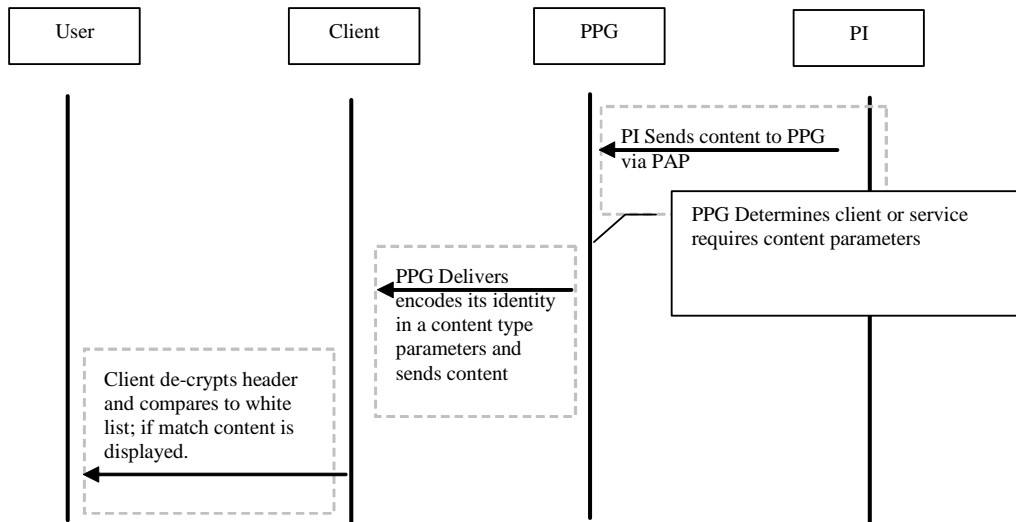 User
Client
PPG
PI
PI Sends content to PPG
via PAP
PPG Determines client or service
requires content parameters
PPG Delivers
encodes its identity
in a content type
parameters and
sends content
Client de-crypts header
and compares to white
list; if match content is
displayed.